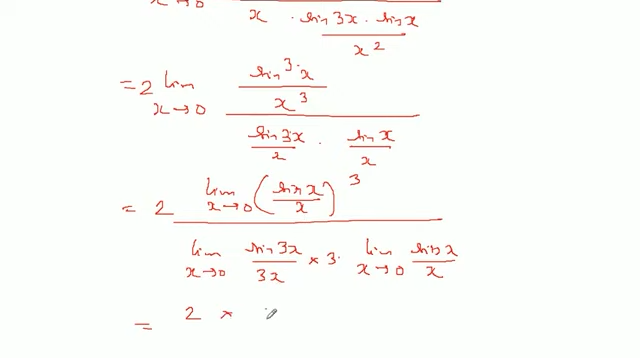 x→0 x · sin 3x · sin x / x²
= 2 lim x→0 (sin³x / x³) / (sin 3x / x · sin x / x)
= 2 lim x→0 (sin x / x)³ / (lim x→0 sin 3x / 3x × 3 · lim x→0 sin x / x)
= 2 ×